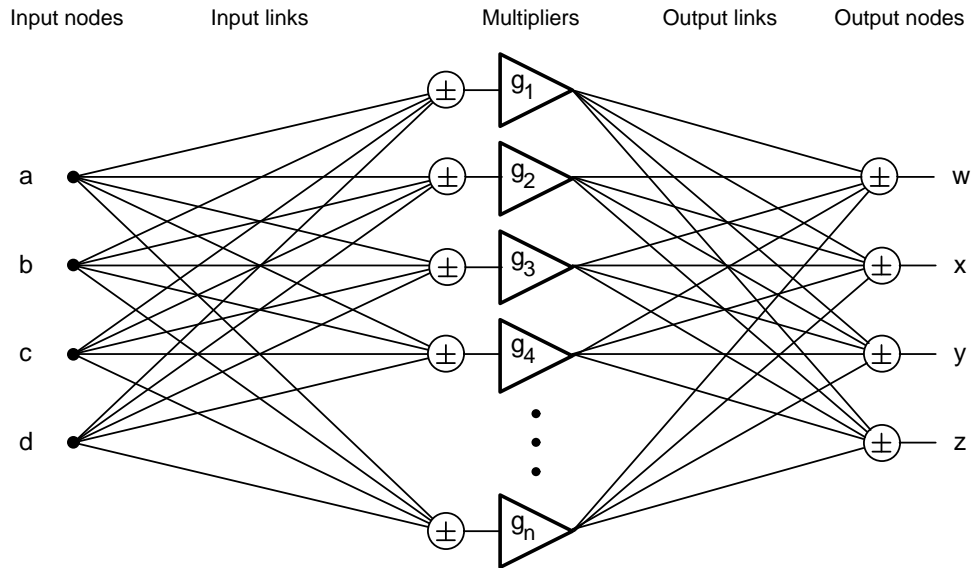 Input nodes Input links Multipliers Output links Output nodes
± g1
a ± g2 ± w
b ± g3 ± x
c ± g4 ± y
d ± z
± gn